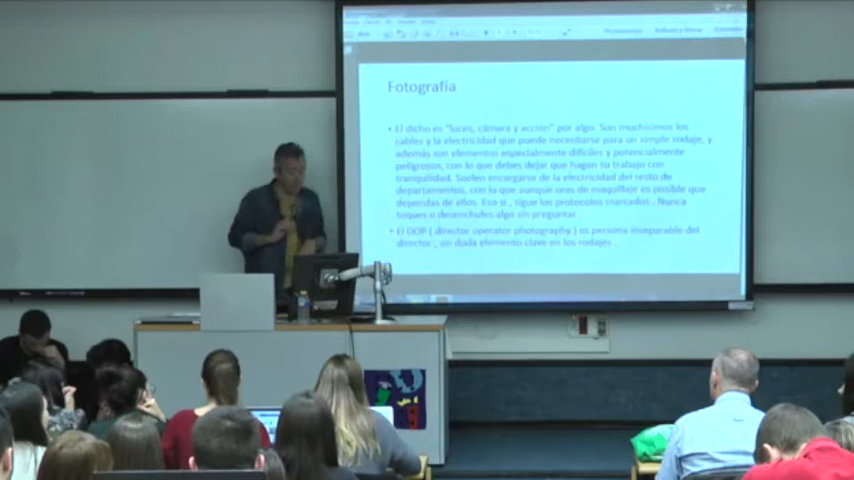 Fotografía
• El dicho es "luces, cámara y acción" por algo. Son muchísimos los
cables y la electricidad que puede necesitarse para un simple rodaje, y
además son elementos especialmente difíciles y potencialmente
peligrosos, con lo que debes dejar que hagan su trabajo con
tranquilidad. Suelen encargarse de la electricidad del resto de
departamentos, con lo que aunque seas de maquillaje es posible que
dependas de ellos. Eso si, sigue los protocolos marcados. Nunca
toques o desenchufes algo sin preguntar.
• El DOP ( director operator photography ) es persona inseparable del
director, sin duda elemento clave en los rodajes.